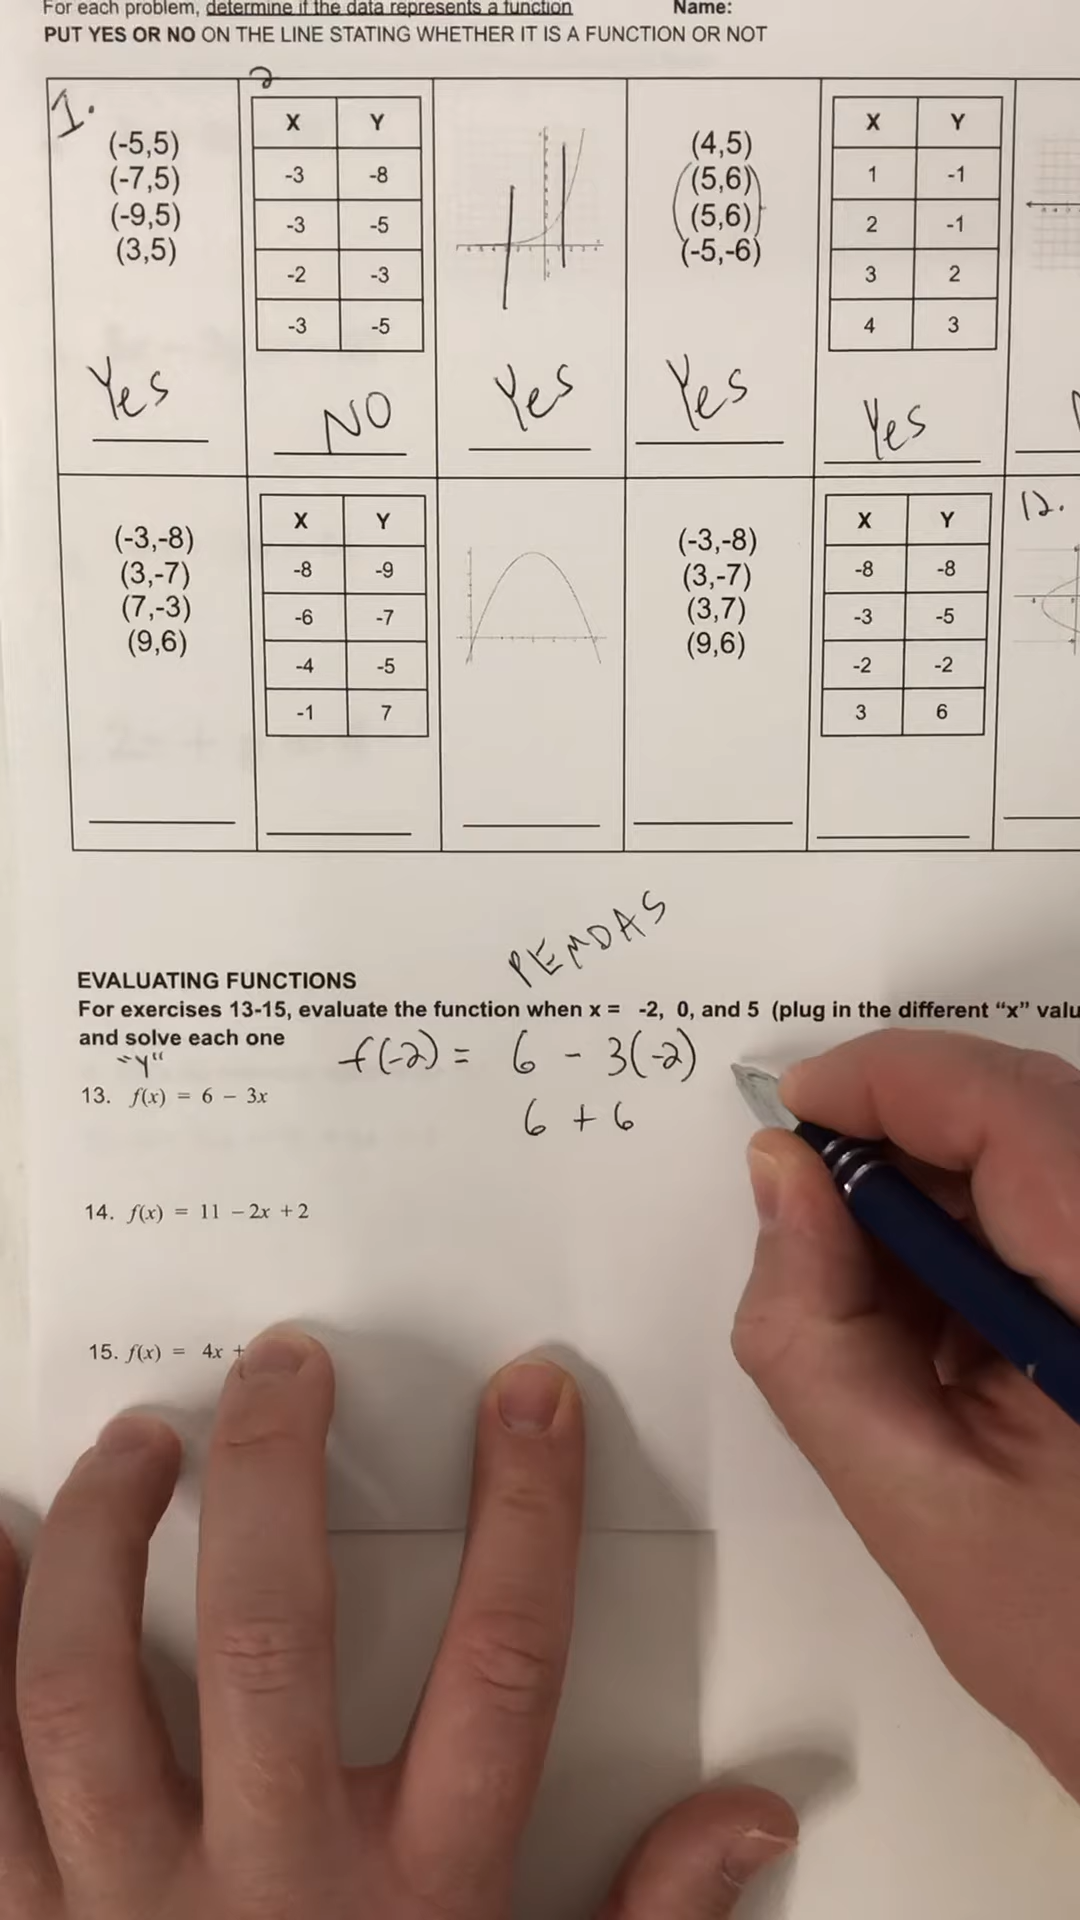 For each problem, determine if the data represents a function Name:
PUT YES OR NO ON THE LINE STATING WHETHER IT IS A FUNCTION OR NOT
1.
(-5,5)
(-7,5)
(-9,5)
(3,5)
Yes
2
X Y
-3 -8
-3 -5
-2 -3
-3 -5
NO
Yes
(4,5)
(5,6)
(5,6)
(-5,-6)
Yes
X Y
1 -1
2 -1
3 2
4 3
Yes
(-3,-8)
(3,-7)
(7,-3)
(9,6)
X Y
-8 -9
-6 -7
-4 -5
-1 7
(-3,-8)
(3,-7)
(3,7)
(9,6)
X Y
-8 -8
-3 -5
-2 -2
3 6
12.
PEMDAS
EVALUATING FUNCTIONS
For exercises 13-15, evaluate the function when x = -2, 0, and 5 (plug in the different “x” valu
and solve each one
"Y"
f(-2) = 6 - 3(-2)
13. f(x) = 6 − 3x
6 + 6
14. f(x) = 11 − 2x + 2
15. f(x) = 4x +